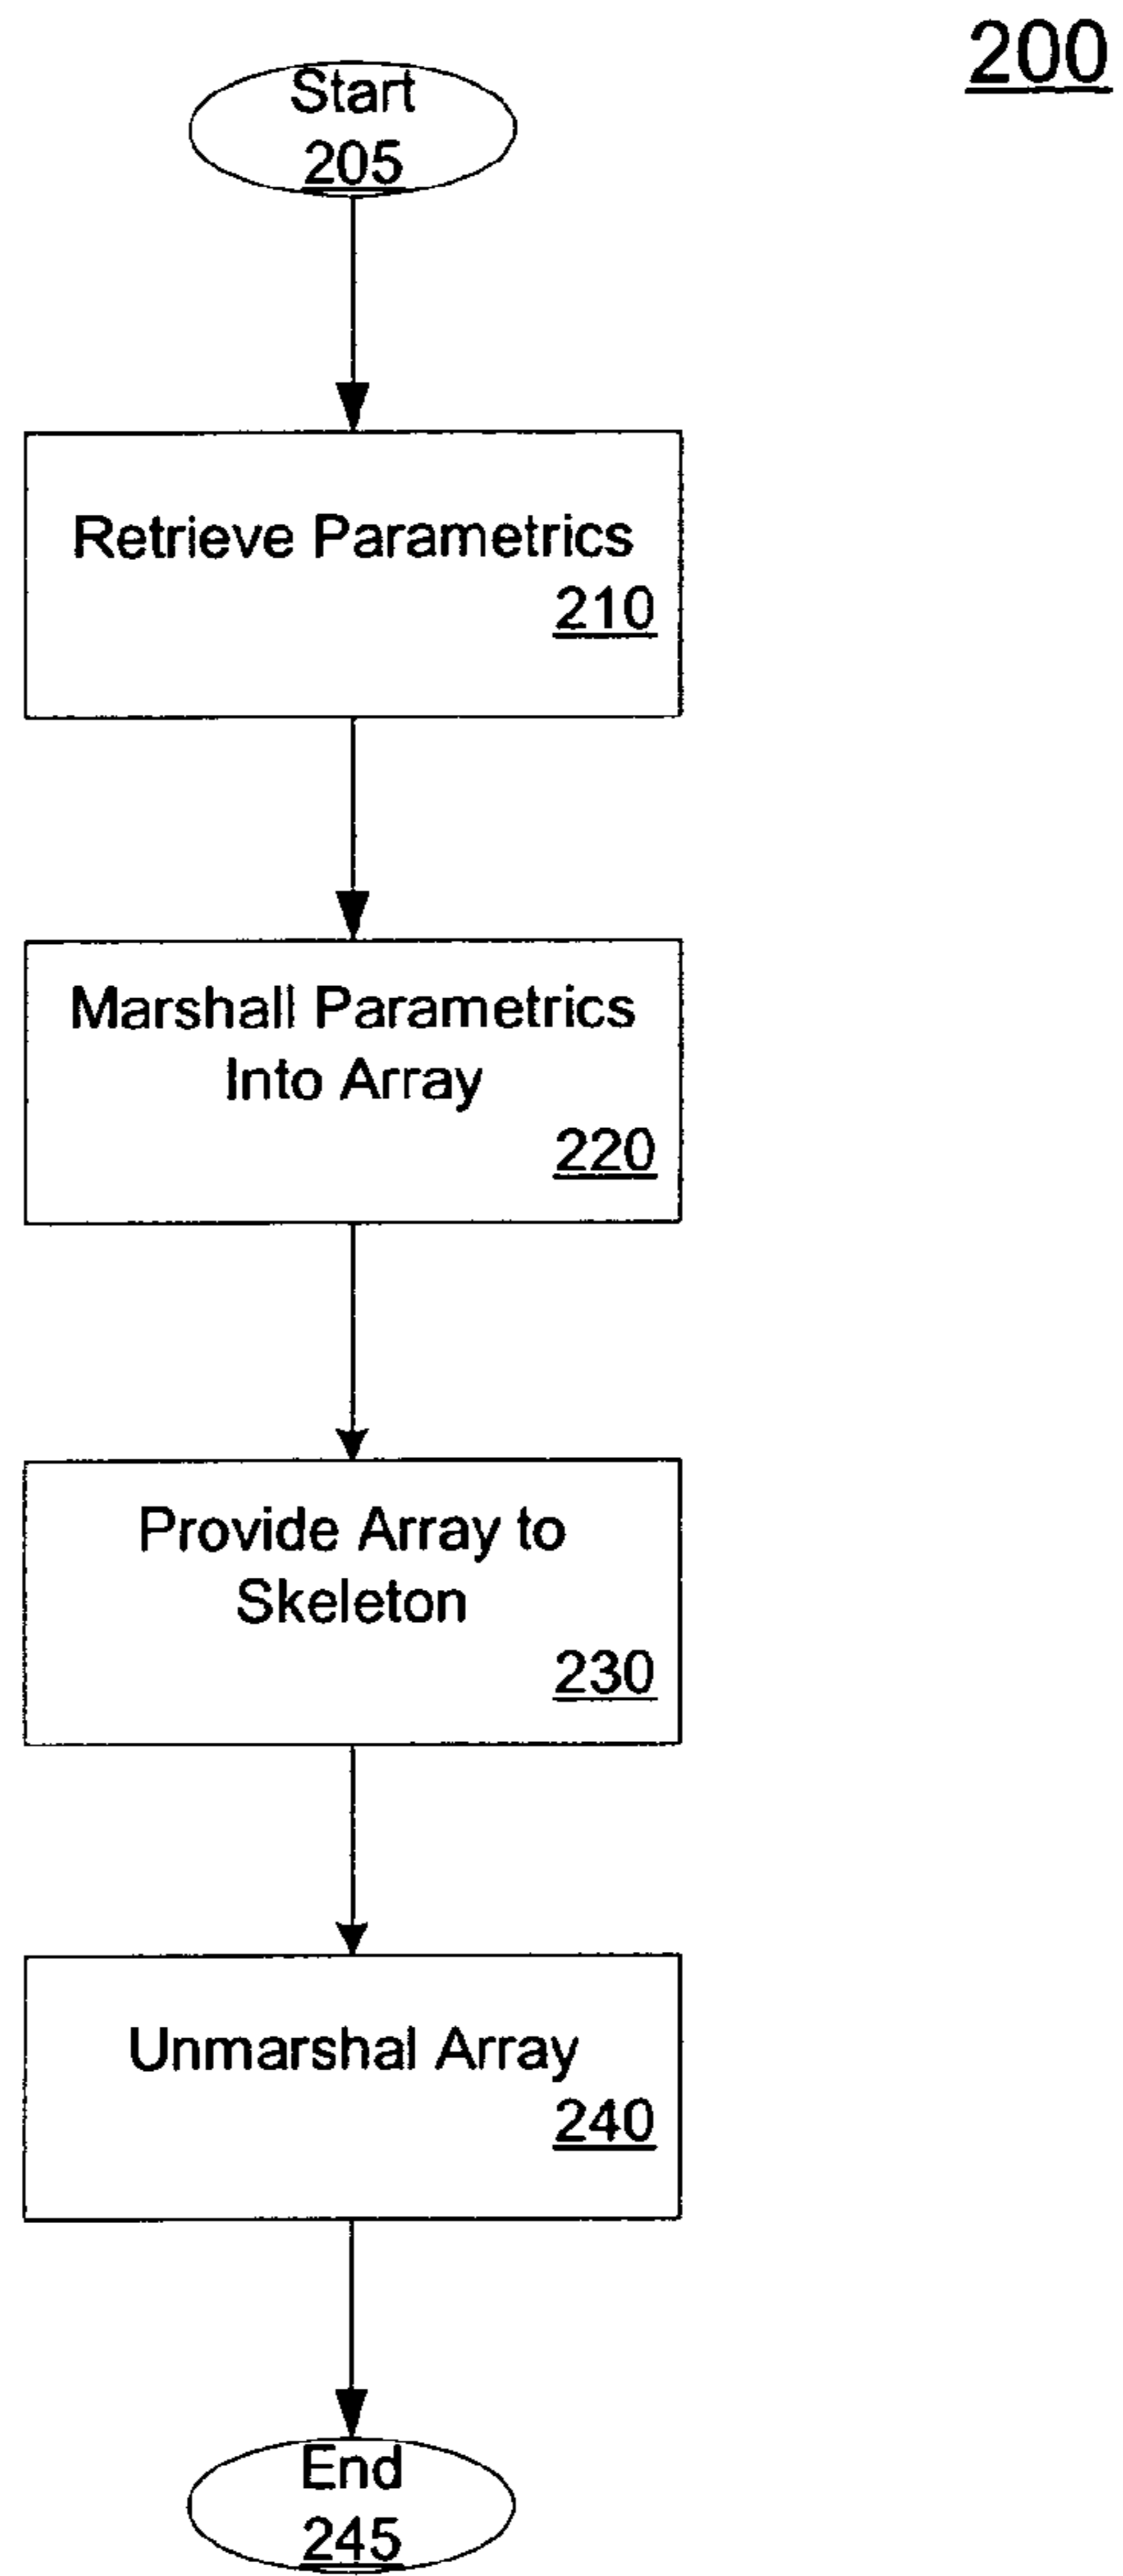 200
Start
205
Retrieve Parametrics
210
Marshall Parametrics
Into Array
220
Provide Array to
Skeleton
230
Unmarshal Array
240
End
245